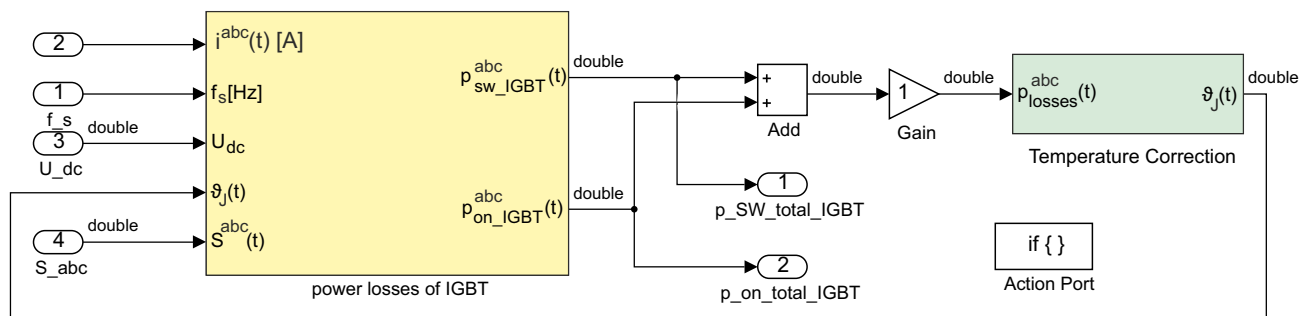 2
i^abc(t) [A]
1
f_s[Hz]
f_s
double
3
U_dc
U_dc
ϑ_J(t)
double
4
S^abc(t)
S_abc
power losses of IGBT
p^abc_sw_IGBT(t)
double
p^abc_on_IGBT(t)
double
+
+
Add
double
1
Gain
double
p^abc_losses(t)
ϑ_J(t)
double
Temperature Correction
1
p_SW_total_IGBT
2
p_on_total_IGBT
if { }
Action Port